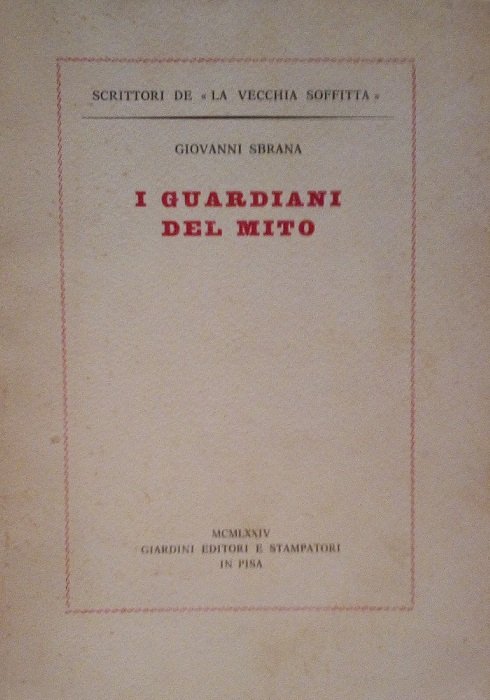 SCRITTORI DE « LA VECCHIA SOFFITTA »
GIOVANNI SBRANA
I GUARDIANI
DEL MITO
MCMLXXIV
GIARDINI EDITORI E STAMPATORI
IN PISA